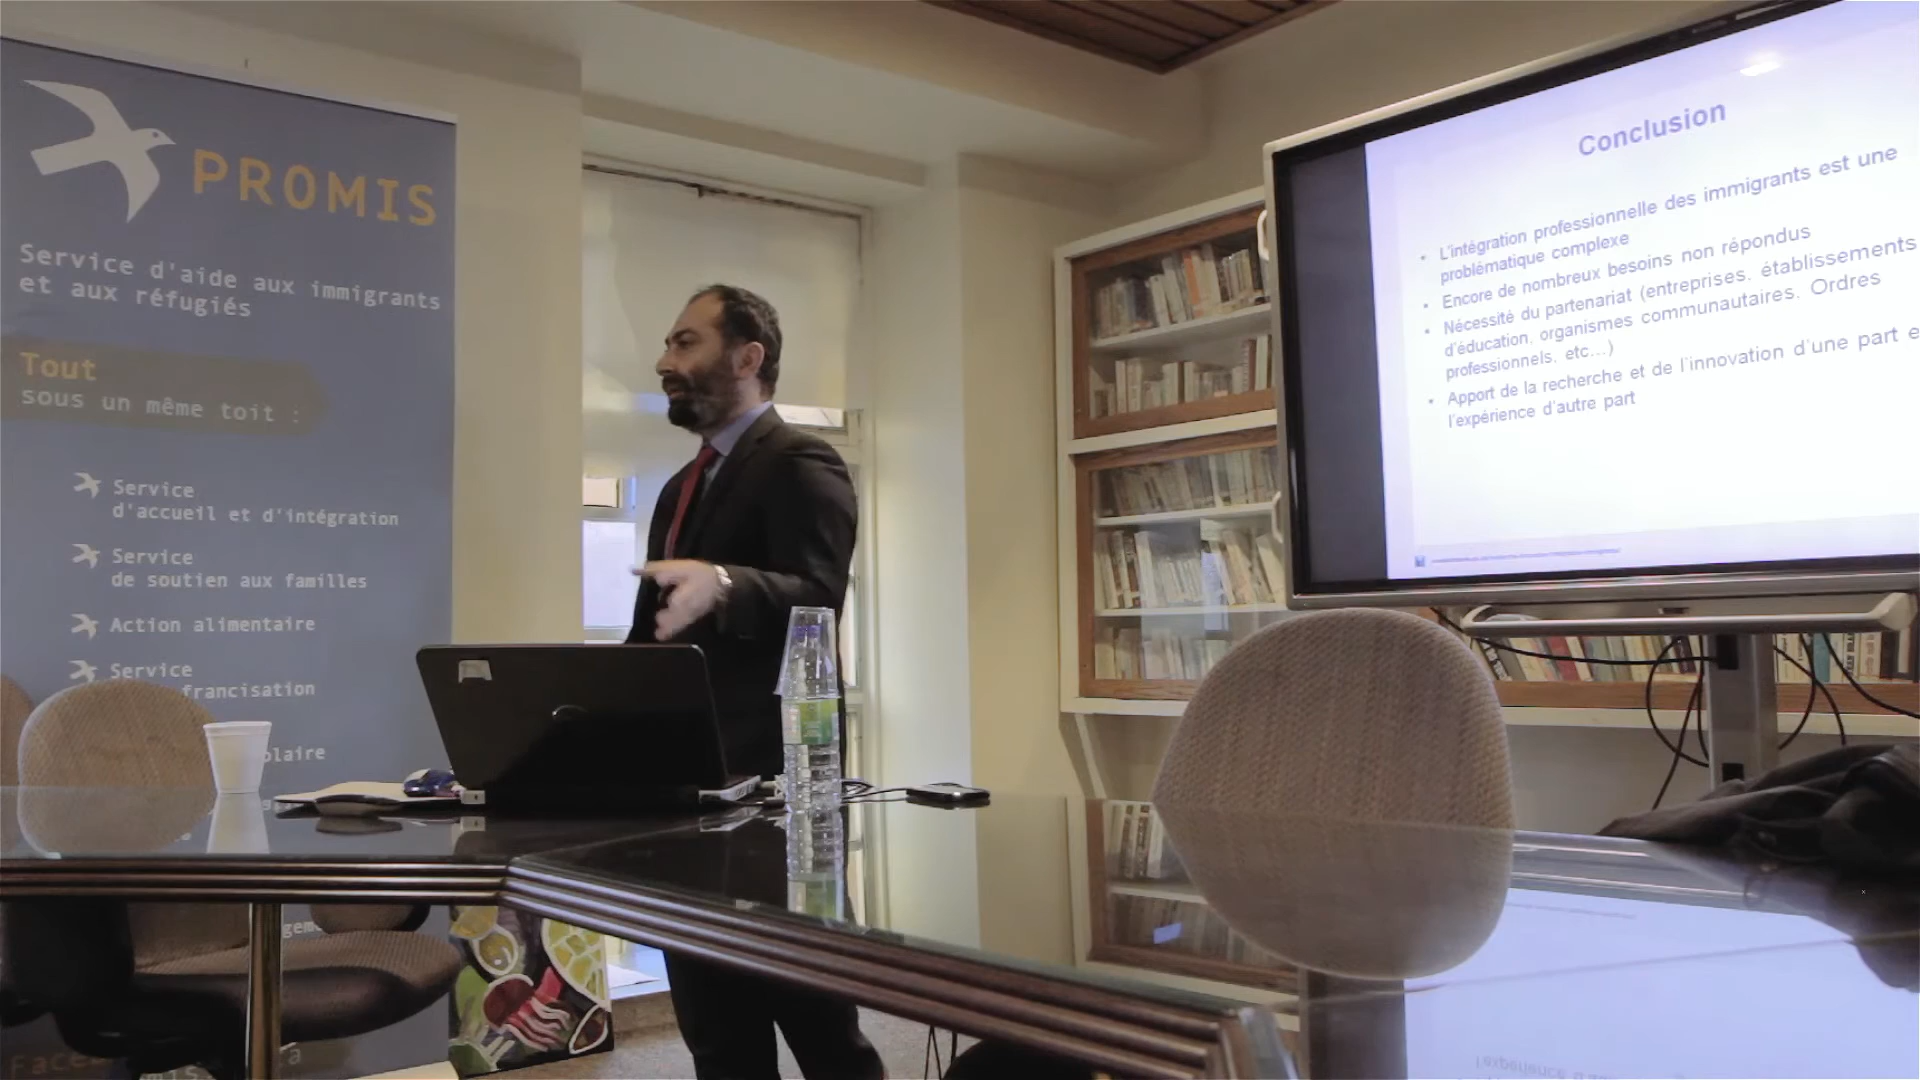 PROMIS
Service d'aide aux immigrants
et aux réfugiés
Tout
sous un même toit :
Service
d'accueil et d'intégration
Service
de soutien aux familles
Action alimentaire
Service
francisation
Conclusion
• L'intégration professionnelle des immigrants est une
problématique complexe
• Encore de nombreux besoins non répondus
• Nécessité du partenariat (entreprises, établissements
d'éducation, organismes communautaires, Ordres
professionnels, etc...)
• Apport de la recherche et de l'innovation d'une part e
l'expérience d'autre part